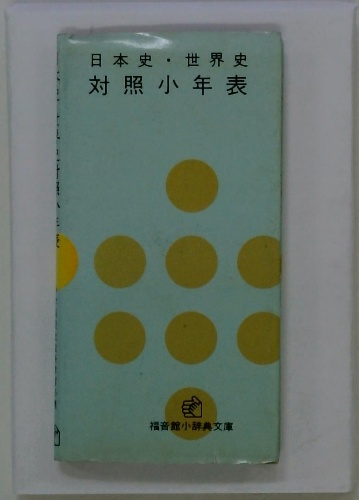 日本史・世界史
対照小年表
福音館小辞典文庫